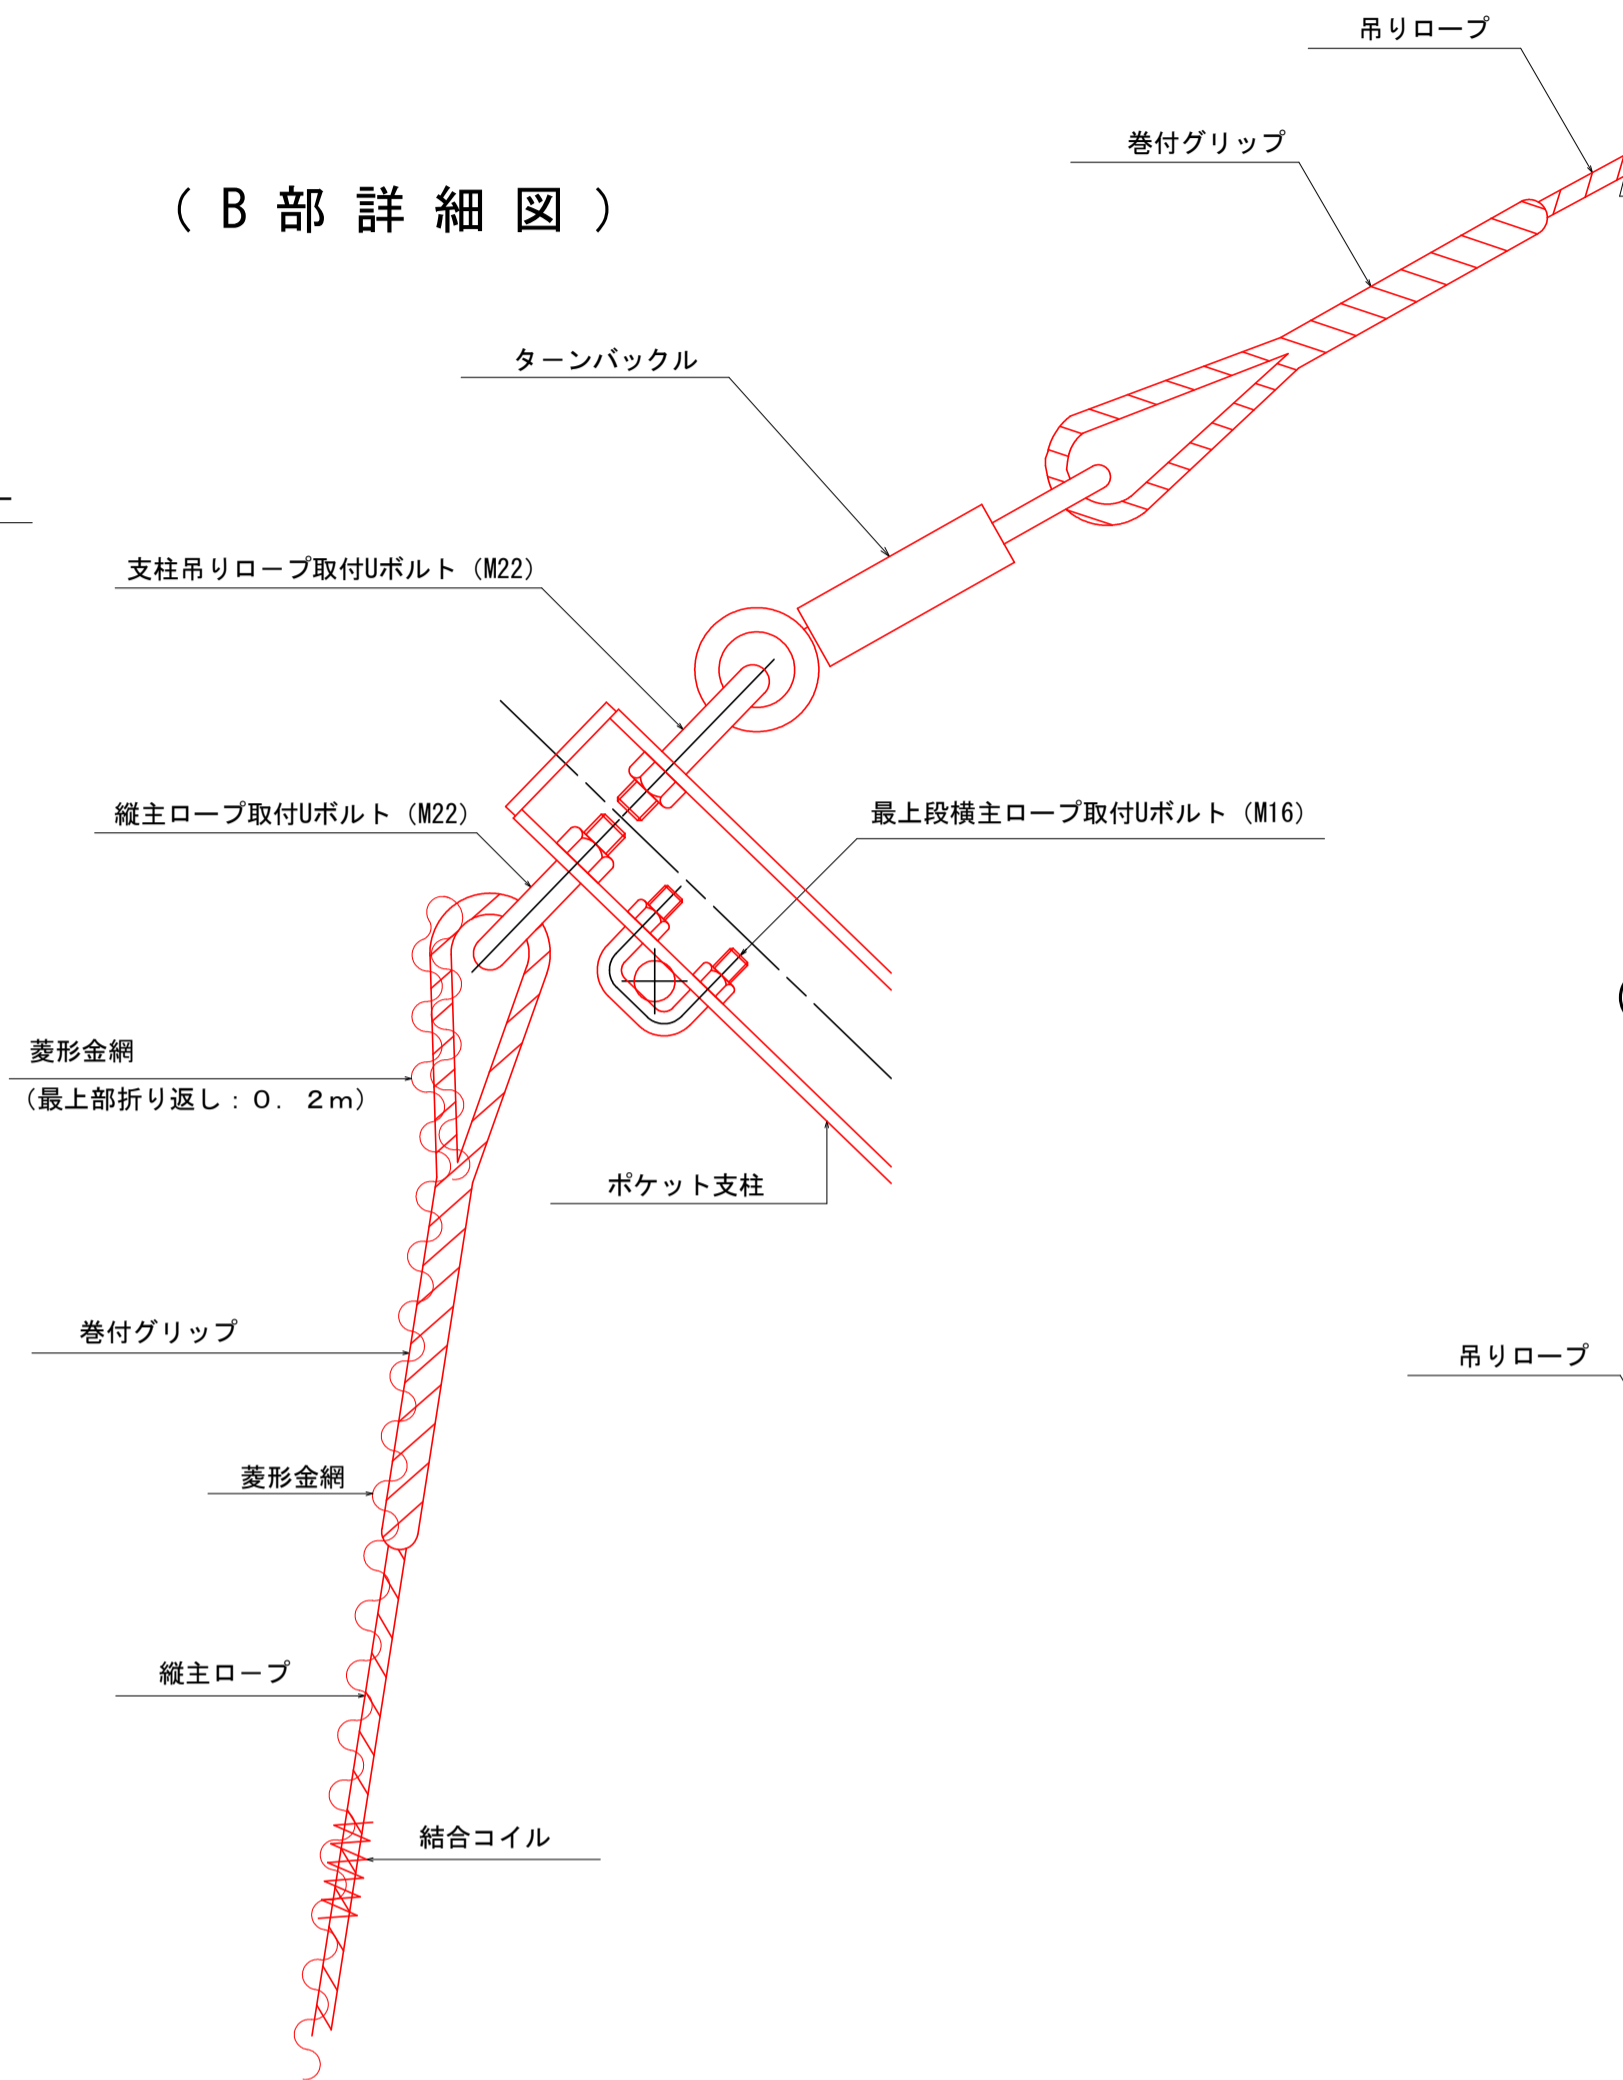 吊りロープ
巻付グリップ
(B部詳細図)
ターンバックル
支柱吊りロープ取付Uボルト(M22)
縦主ロープ取付Uボルト(M22)
最上段横主ロープ取付Uボルト(M16)
菱形金網
(最上部折り返し:0.2m)
ポケット支柱
巻付グリップ
吊りロープ
菱形金網
縦主ロープ
結合コイル